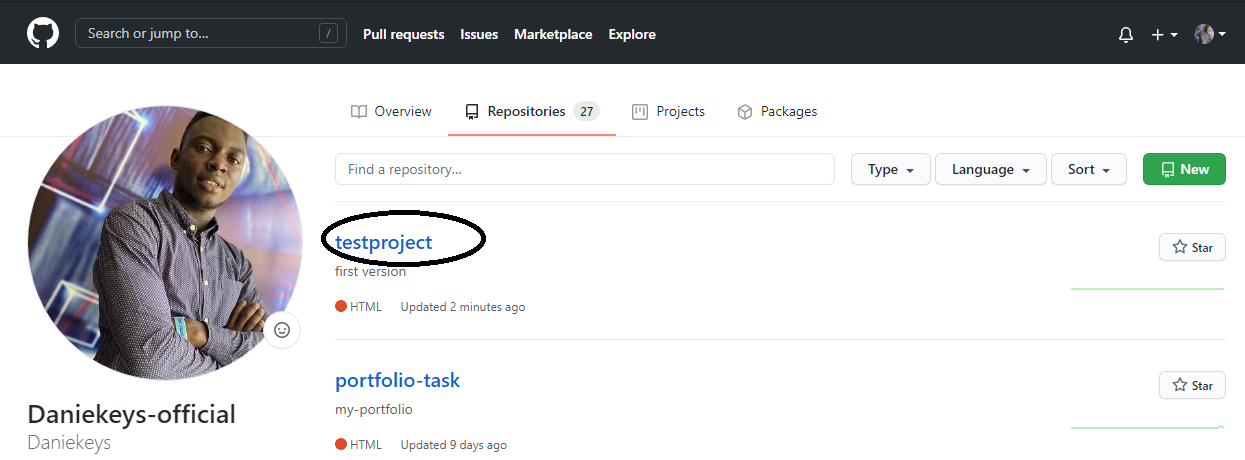 Search or jump to... /
Pull requests Issues Marketplace Explore
Overview Repositories 27 Projects Packages
Find a repository... Type Language Sort New
testproject
Star
first version
HTML Updated 2 minutes ago
portfolio-task
Star
my-portfolio
HTML Updated 9 days ago
Daniekeys-official
Daniekeys